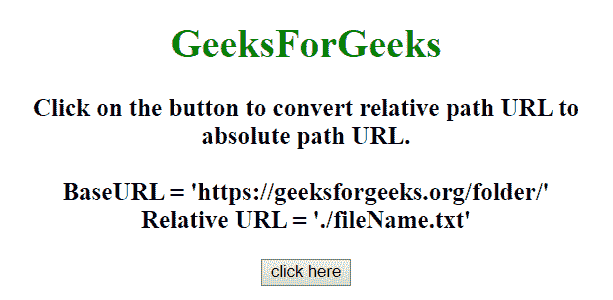 GeeksForGeeks
Click on the button to convert relative path URL to
absolute path URL.
BaseURL = 'https://geeksforgeeks.org/folder/'
Relative URL = './fileName.txt'
click here